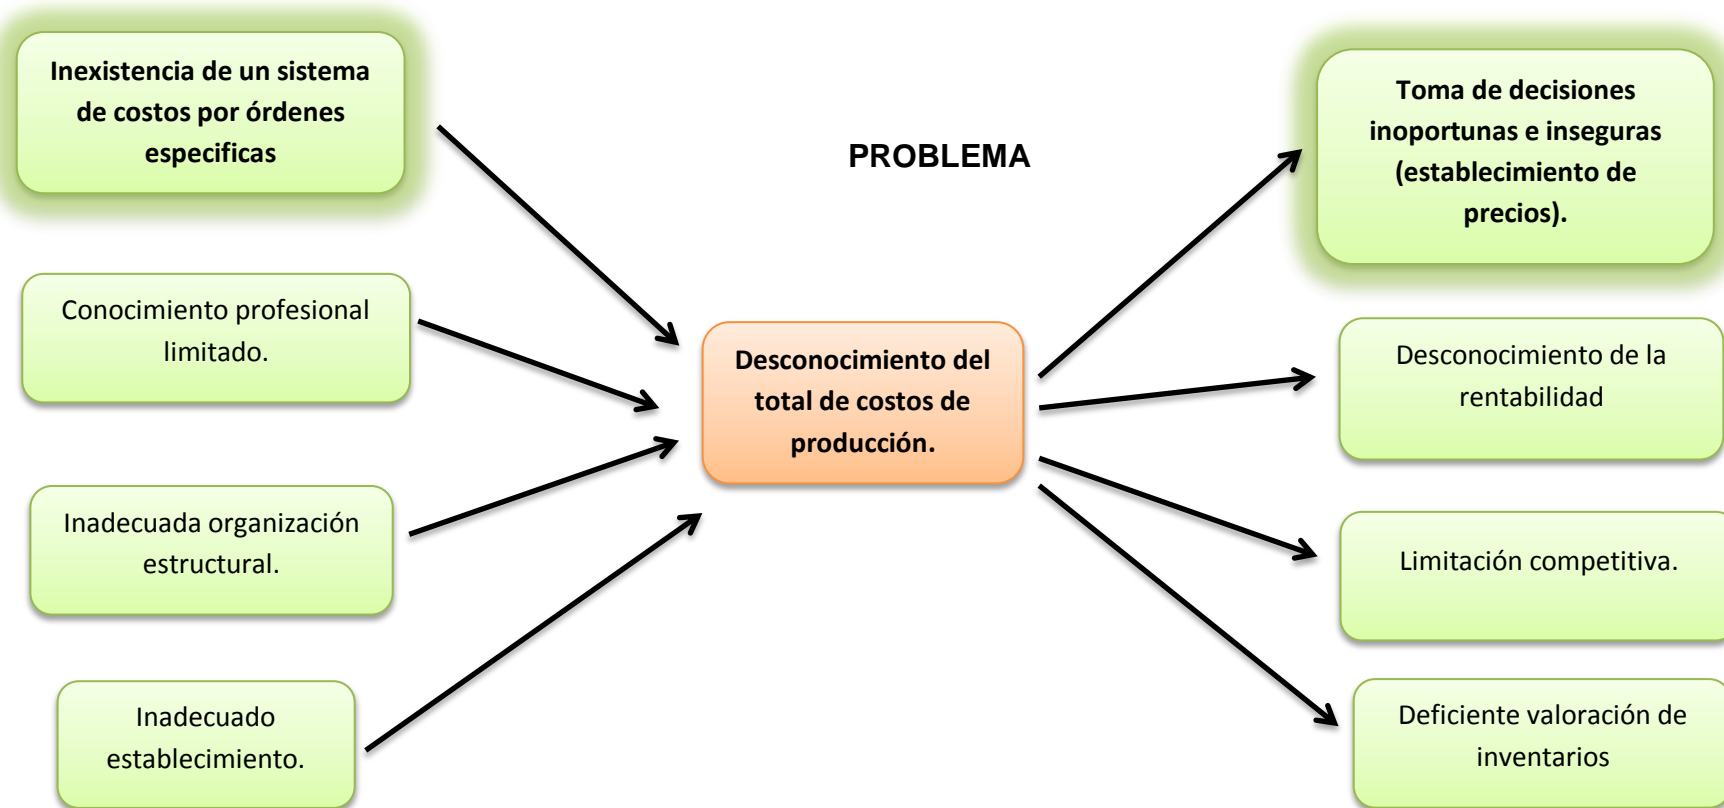 Inexistencia de un sistema
de costos por órdenes
especificas
Conocimiento profesional
limitado.
Inadecuada organización
estructural.
Inadecuado
establecimiento.
PROBLEMA
Desconocimiento del
total de costos de
producción.
Toma de decisiones
inoportunas e inseguras
(establecimiento de
precios).
Desconocimiento de la
rentabilidad
Limitación competitiva.
Deficiente valoración de
inventarios